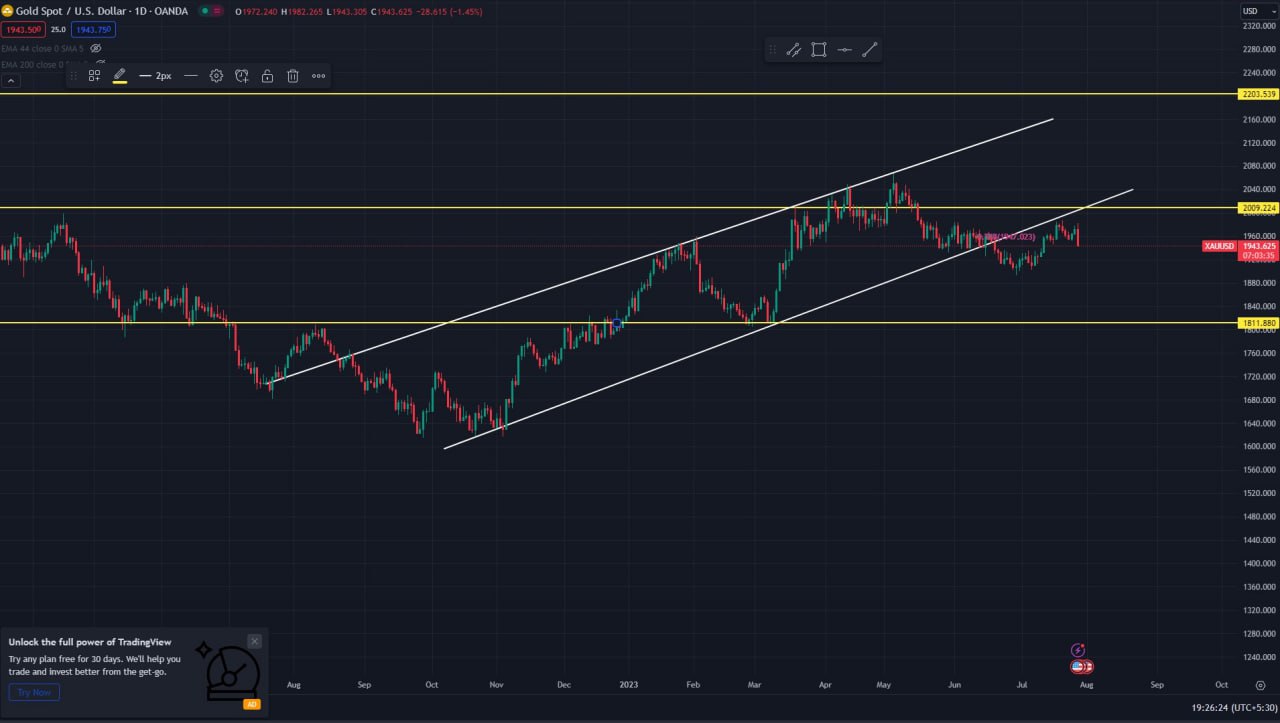 Gold Spot / U.S. Dollar · 1D · OANDA
O1972.240 H1982.265 L1943.305 C1943.625 −28.615 (−1.45%)
USD
1943.500 25.0 1943.750
EMA 44 close 0 SMA 5
EMA 200 close 0
2px
2320.000
2280.000
2240.000
2203.539
2160.000
2120.000
2080.000
2040.000
2009.224
1960.000
XAUUSD 1943.625
07:03:35
1880.000
1840.000
1811.880
1760.000
1720.000
1680.000
1640.000
1600.000
1560.000
1520.000
1480.000
1440.000
1400.000
1360.000
1320.000
1280.000
1240.000
Unlock the full power of TradingView
Try any plan free for 30 days. We'll help you
trade and invest better from the get-go.
Try Now
AD
Aug Sep Oct Nov Dec 2023 Feb Mar Apr May Jun Jul Aug Sep Oct
19:26:24 (UTC+5:30)